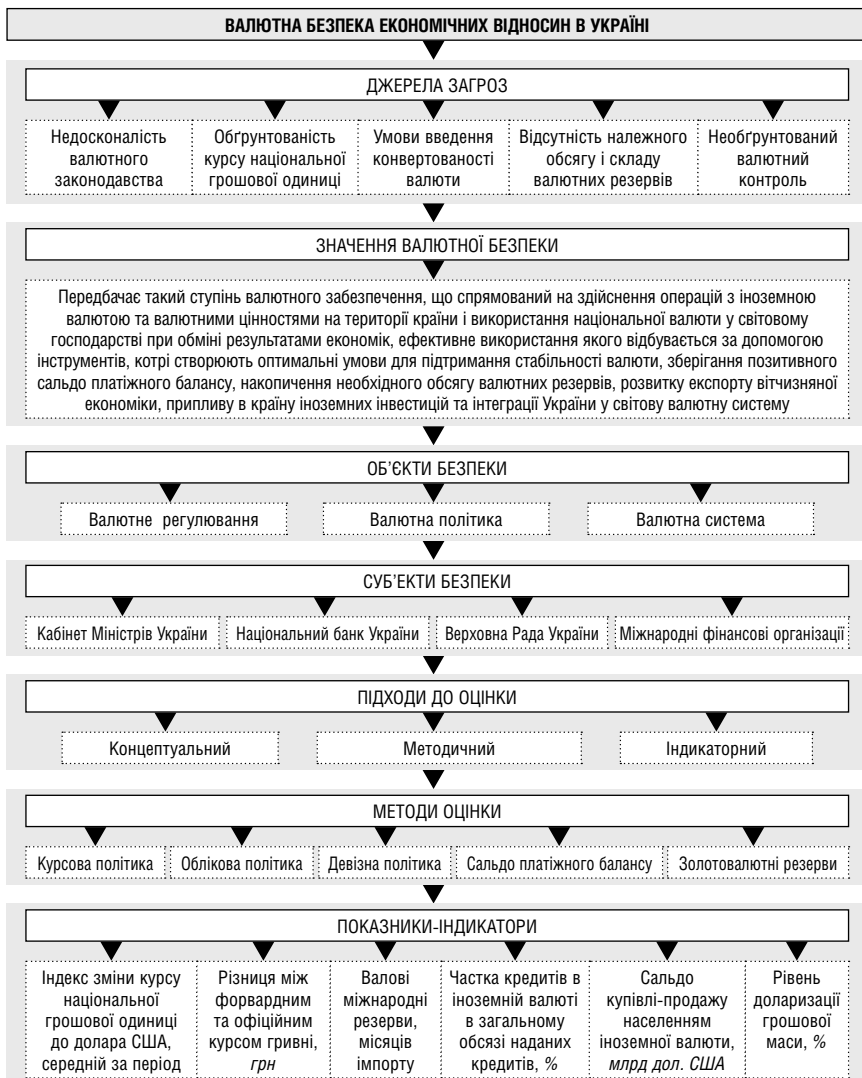 ВАЛЮТНА БЕЗПЕКА ЕКОНОМІЧНИХ ВІДНОСИН В УКРАЇНІ
ДЖЕРЕЛА ЗАГРОЗ
Недосконалість
валютного
законодавства
Обґрунтованість
курсу національної
грошової одиниці
Умови введення
конвертованості
валюти
Відсутність належного
обсягу і складу
валютних резервів
Необґрунтований
валютний
контроль
ЗНАЧЕННЯ ВАЛЮТНОЇ БЕЗПЕКИ
Передбачає такий ступінь валютного забезпечення, що спрямований на здійснення операцій з іноземною
валютою та валютними цінностями на території країни і використання національної валюти у світовому
господарстві при обміні результатами економік, ефективне використання якого відбувається за допомогою
інструментів, котрі створюють оптимальні умови для підтримання стабільності валюти, зберігання позитивного
сальдо платіжного балансу, накопичення необхідного обсягу валютних резервів, розвитку експорту вітчизняної
економіки, припливу в країну іноземних інвестицій та інтеграції України у світову валютну систему
ОБ’ЄКТИ БЕЗПЕКИ
Валютне регулювання
Валютна політика
Валютна система
СУБ’ЕКТИ БЕЗПЕКИ
Кабінет Міністрів України
Національний банк України
Верховна Рада України
Міжнародні фінансові організації
ПІДХОДИ ДО ОЦІНКИ
Концептуальний
Методичний
Індикаторний
МЕТОДИ ОЦІНКИ
Курсова політика
Облікова політика
Девізна політика
Сальдо платіжного балансу
Золотовалютні резерви
ПОКАЗНИКИ-ІНДИКАТОРИ
Індекс зміни курсу
національної
грошової одиниці
до долара США,
середній за період
Різниця між
форвардним
та офіційним
курсом гривні,
грн
Валові
міжнародні
резерви,
місяців
імпорту
Частка кредитів в
іноземній валюті
в загальному
обсязі наданих
кредитів, %
Сальдо
купівлі-продажу
населенням
іноземної валюти,
млрд дол. США
Рівень
доларизації
грошової
маси, %